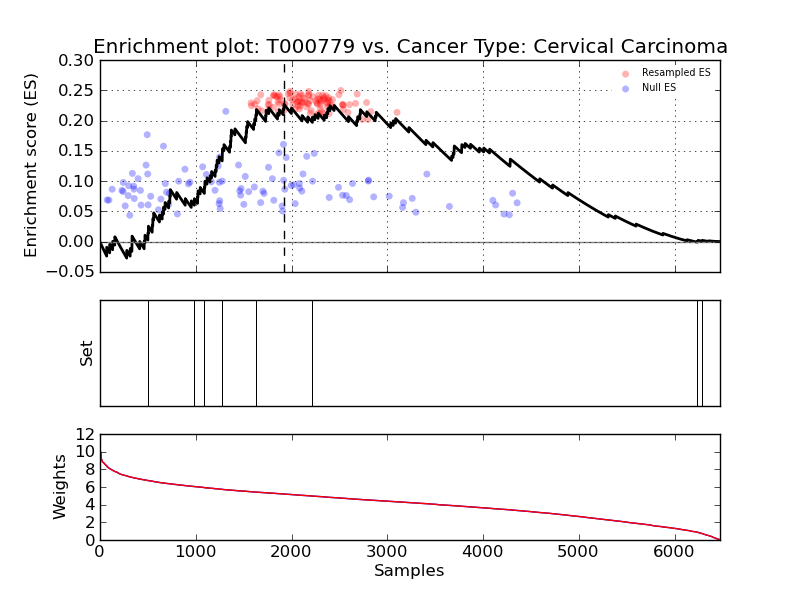 Enrichment plot: T000779 vs. Cancer Type: Cervical Carcinoma
Enrichment score (ES)
0.30
0.25
0.20
0.15
0.10
0.05
0.00
−0.05
Resampled ES
Null ES
Set
Weights
12
10
8
6
4
2
0
0 1000 2000 3000 4000 5000 6000
Samples